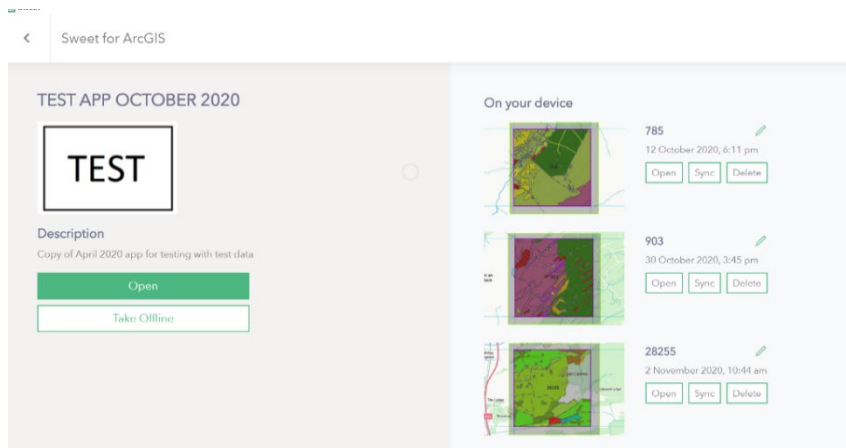 Sweet for ArcGIS
TEST APP OCTOBER 2020
TEST
Description
Copy of April 2020 app for testing with test data
Open
Take Offline
On your device
785
12 October 2020, 6:11 pm
Open Sync Delete
903
30 October 2020, 3:45 pm
Open Sync Delete
28255
2 November 2020, 10:44 am
Open Sync Delete